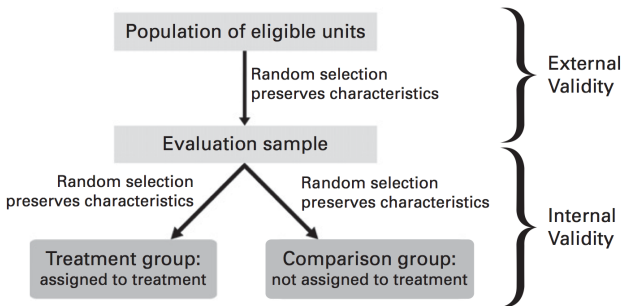 Population of eligible units
Random selection
preserves characteristics
External
Validity
Evaluation sample
Random selection
preserves characteristics
Random selection
preserves characteristics
Internal
Validity
Treatment group:
assigned to treatment
Comparison group:
not assigned to treatment